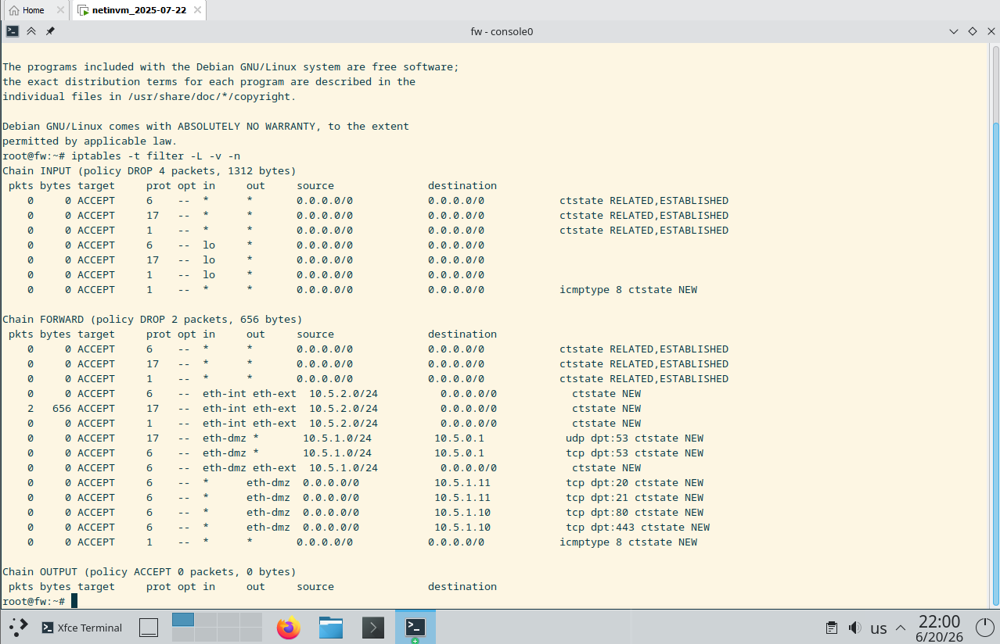 Home
netinvm_2025-07-22
fw - console0
The programs included with the Debian GNU/Linux system are free software;
the exact distribution terms for each program are described in the
individual files in /usr/share/doc/*/copyright.
Debian GNU/Linux comes with ABSOLUTELY NO WARRANTY, to the extent
permitted by applicable law.
root@fw:~# iptables -t filter -L -v -n
Chain INPUT (policy DROP 4 packets, 1312 bytes)
 pkts bytes target     prot opt in     out     source               destination
    0     0 ACCEPT     6    --  *      *       0.0.0.0/0            0.0.0.0/0            ctstate RELATED,ESTABLISHED
    0     0 ACCEPT     17   --  *      *       0.0.0.0/0            0.0.0.0/0            ctstate RELATED,ESTABLISHED
    0     0 ACCEPT     1    --  *      *       0.0.0.0/0            0.0.0.0/0            ctstate RELATED,ESTABLISHED
    0     0 ACCEPT     6    --  lo     *       0.0.0.0/0            0.0.0.0/0
    0     0 ACCEPT     17   --  lo     *       0.0.0.0/0            0.0.0.0/0
    0     0 ACCEPT     1    --  lo     *       0.0.0.0/0            0.0.0.0/0
    0     0 ACCEPT     1    --  *      *       0.0.0.0/0            0.0.0.0/0            icmptype 8 ctstate NEW
Chain FORWARD (policy DROP 2 packets, 656 bytes)
 pkts bytes target     prot opt in     out     source               destination
    0     0 ACCEPT     6    --  *      *       0.0.0.0/0            0.0.0.0/0            ctstate RELATED,ESTABLISHED
    0     0 ACCEPT     17   --  *      *       0.0.0.0/0            0.0.0.0/0            ctstate RELATED,ESTABLISHED
    0     0 ACCEPT     1    --  *      *       0.0.0.0/0            0.0.0.0/0            ctstate RELATED,ESTABLISHED
    0     0 ACCEPT     6    --  eth-int eth-ext  10.5.2.0/24          0.0.0.0/0            ctstate NEW
    2   656 ACCEPT     17   --  eth-int eth-ext  10.5.2.0/24          0.0.0.0/0            ctstate NEW
    0     0 ACCEPT     1    --  eth-int eth-ext  10.5.2.0/24          0.0.0.0/0            ctstate NEW
    0     0 ACCEPT     17   --  eth-dmz *       10.5.1.0/24          10.5.0.1             udp dpt:53 ctstate NEW
    0     0 ACCEPT     6    --  eth-dmz *       10.5.1.0/24          10.5.0.1             tcp dpt:53 ctstate NEW
    0     0 ACCEPT     6    --  eth-dmz eth-ext  10.5.1.0/24          0.0.0.0/0            ctstate NEW
    0     0 ACCEPT     6    --  *      eth-dmz  0.0.0.0/0            10.5.1.11            tcp dpt:20 ctstate NEW
    0     0 ACCEPT     6    --  *      eth-dmz  0.0.0.0/0            10.5.1.11            tcp dpt:21 ctstate NEW
    0     0 ACCEPT     6    --  *      eth-dmz  0.0.0.0/0            10.5.1.10            tcp dpt:80 ctstate NEW
    0     0 ACCEPT     6    --  *      eth-dmz  0.0.0.0/0            10.5.1.10            tcp dpt:443 ctstate NEW
    0     0 ACCEPT     1    --  *      *       0.0.0.0/0            0.0.0.0/0            icmptype 8 ctstate NEW
Chain OUTPUT (policy ACCEPT 0 packets, 0 bytes)
 pkts bytes target     prot opt in     out     source               destination
root@fw:~#
Xfce Terminal
us
22:00
6/20/26